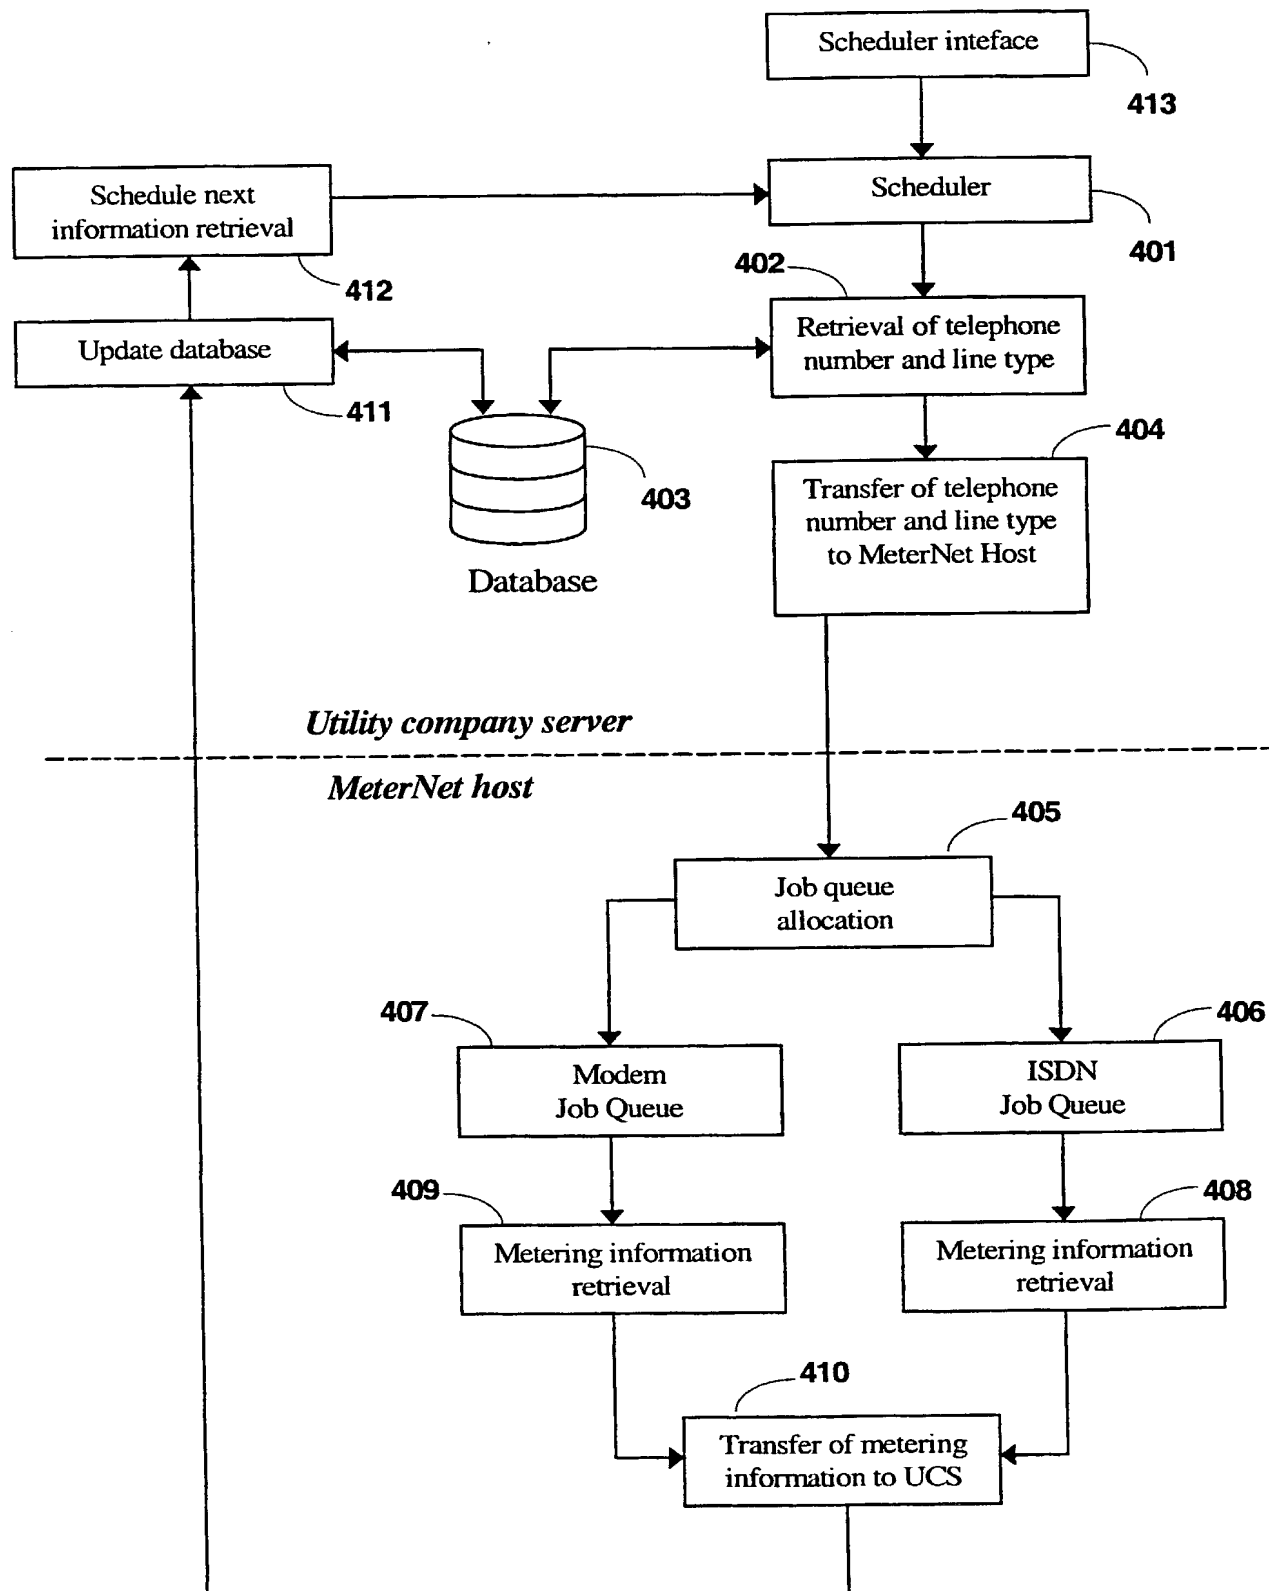 Scheduler inteface
413
Scheduler
401
Schedule next
information retrieval
412
402
Retrieval of telephone
number and line type
Update database
411
404
Transfer of telephone
number and line type
to MeterNet Host
403
Database
Utility company server
MeterNet host
405
Job queue
allocation
407
406
Modem
Job Queue
ISDN
Job Queue
409
408
Metering information
retrieval
Metering information
retrieval
410
Transfer of metering
information to UCS